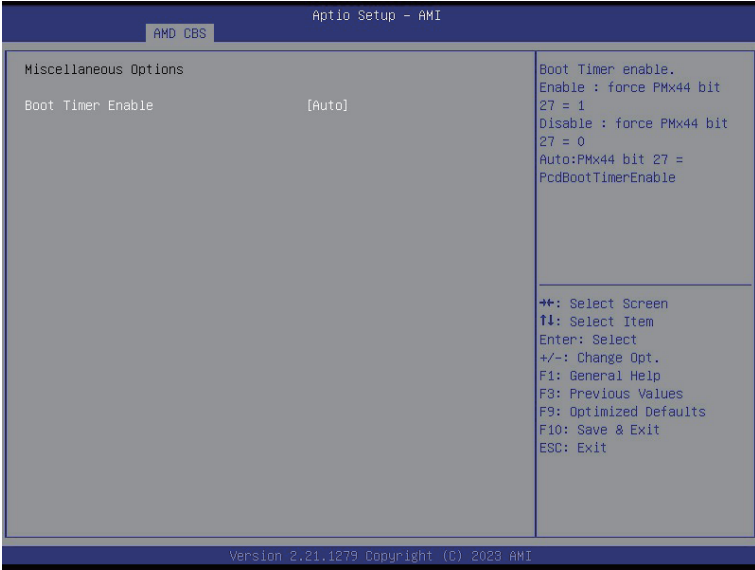 Aptio Setup – AMI
AMD CBS
Miscellaneous Options
Boot Timer Enable [Auto]
Boot Timer enable.
Enable : force PMx44 bit
27 = 1
Disable : force PMx44 bit
27 = 0
Auto:PMx44 bit 27 =
PcdBootTimerEnable
→←: Select Screen
↑↓: Select Item
Enter: Select
+/-: Change Opt.
F1: General Help
F3: Previous Values
F9: Optimized Defaults
F10: Save & Exit
ESC: Exit
Version 2.21.1279 Copyright (C) 2023 AMI